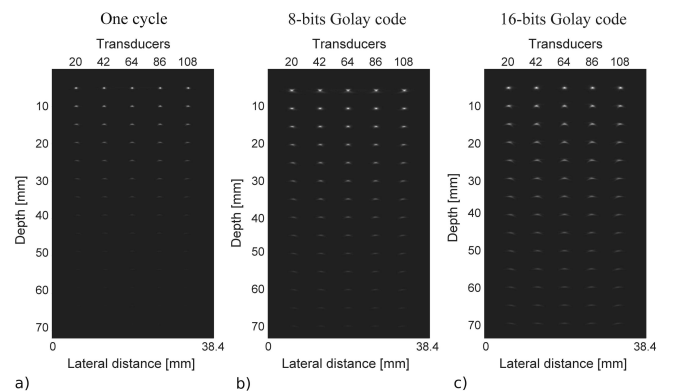 One cycle
8-bits Golay code
16-bits Golay code
Transducers
Transducers
Transducers
20 42 64 86 108
20 42 64 86 108
20 42 64 86 108
10
20
30
40
50
60
70
Depth [mm]
0
38.4
Lateral distance [mm]
a)
10
20
30
40
50
60
70
Depth [mm]
0
38.4
Lateral distance [mm]
b)
10
20
30
40
50
60
70
Depth [mm]
0
38.4
Lateral distance [mm]
c)